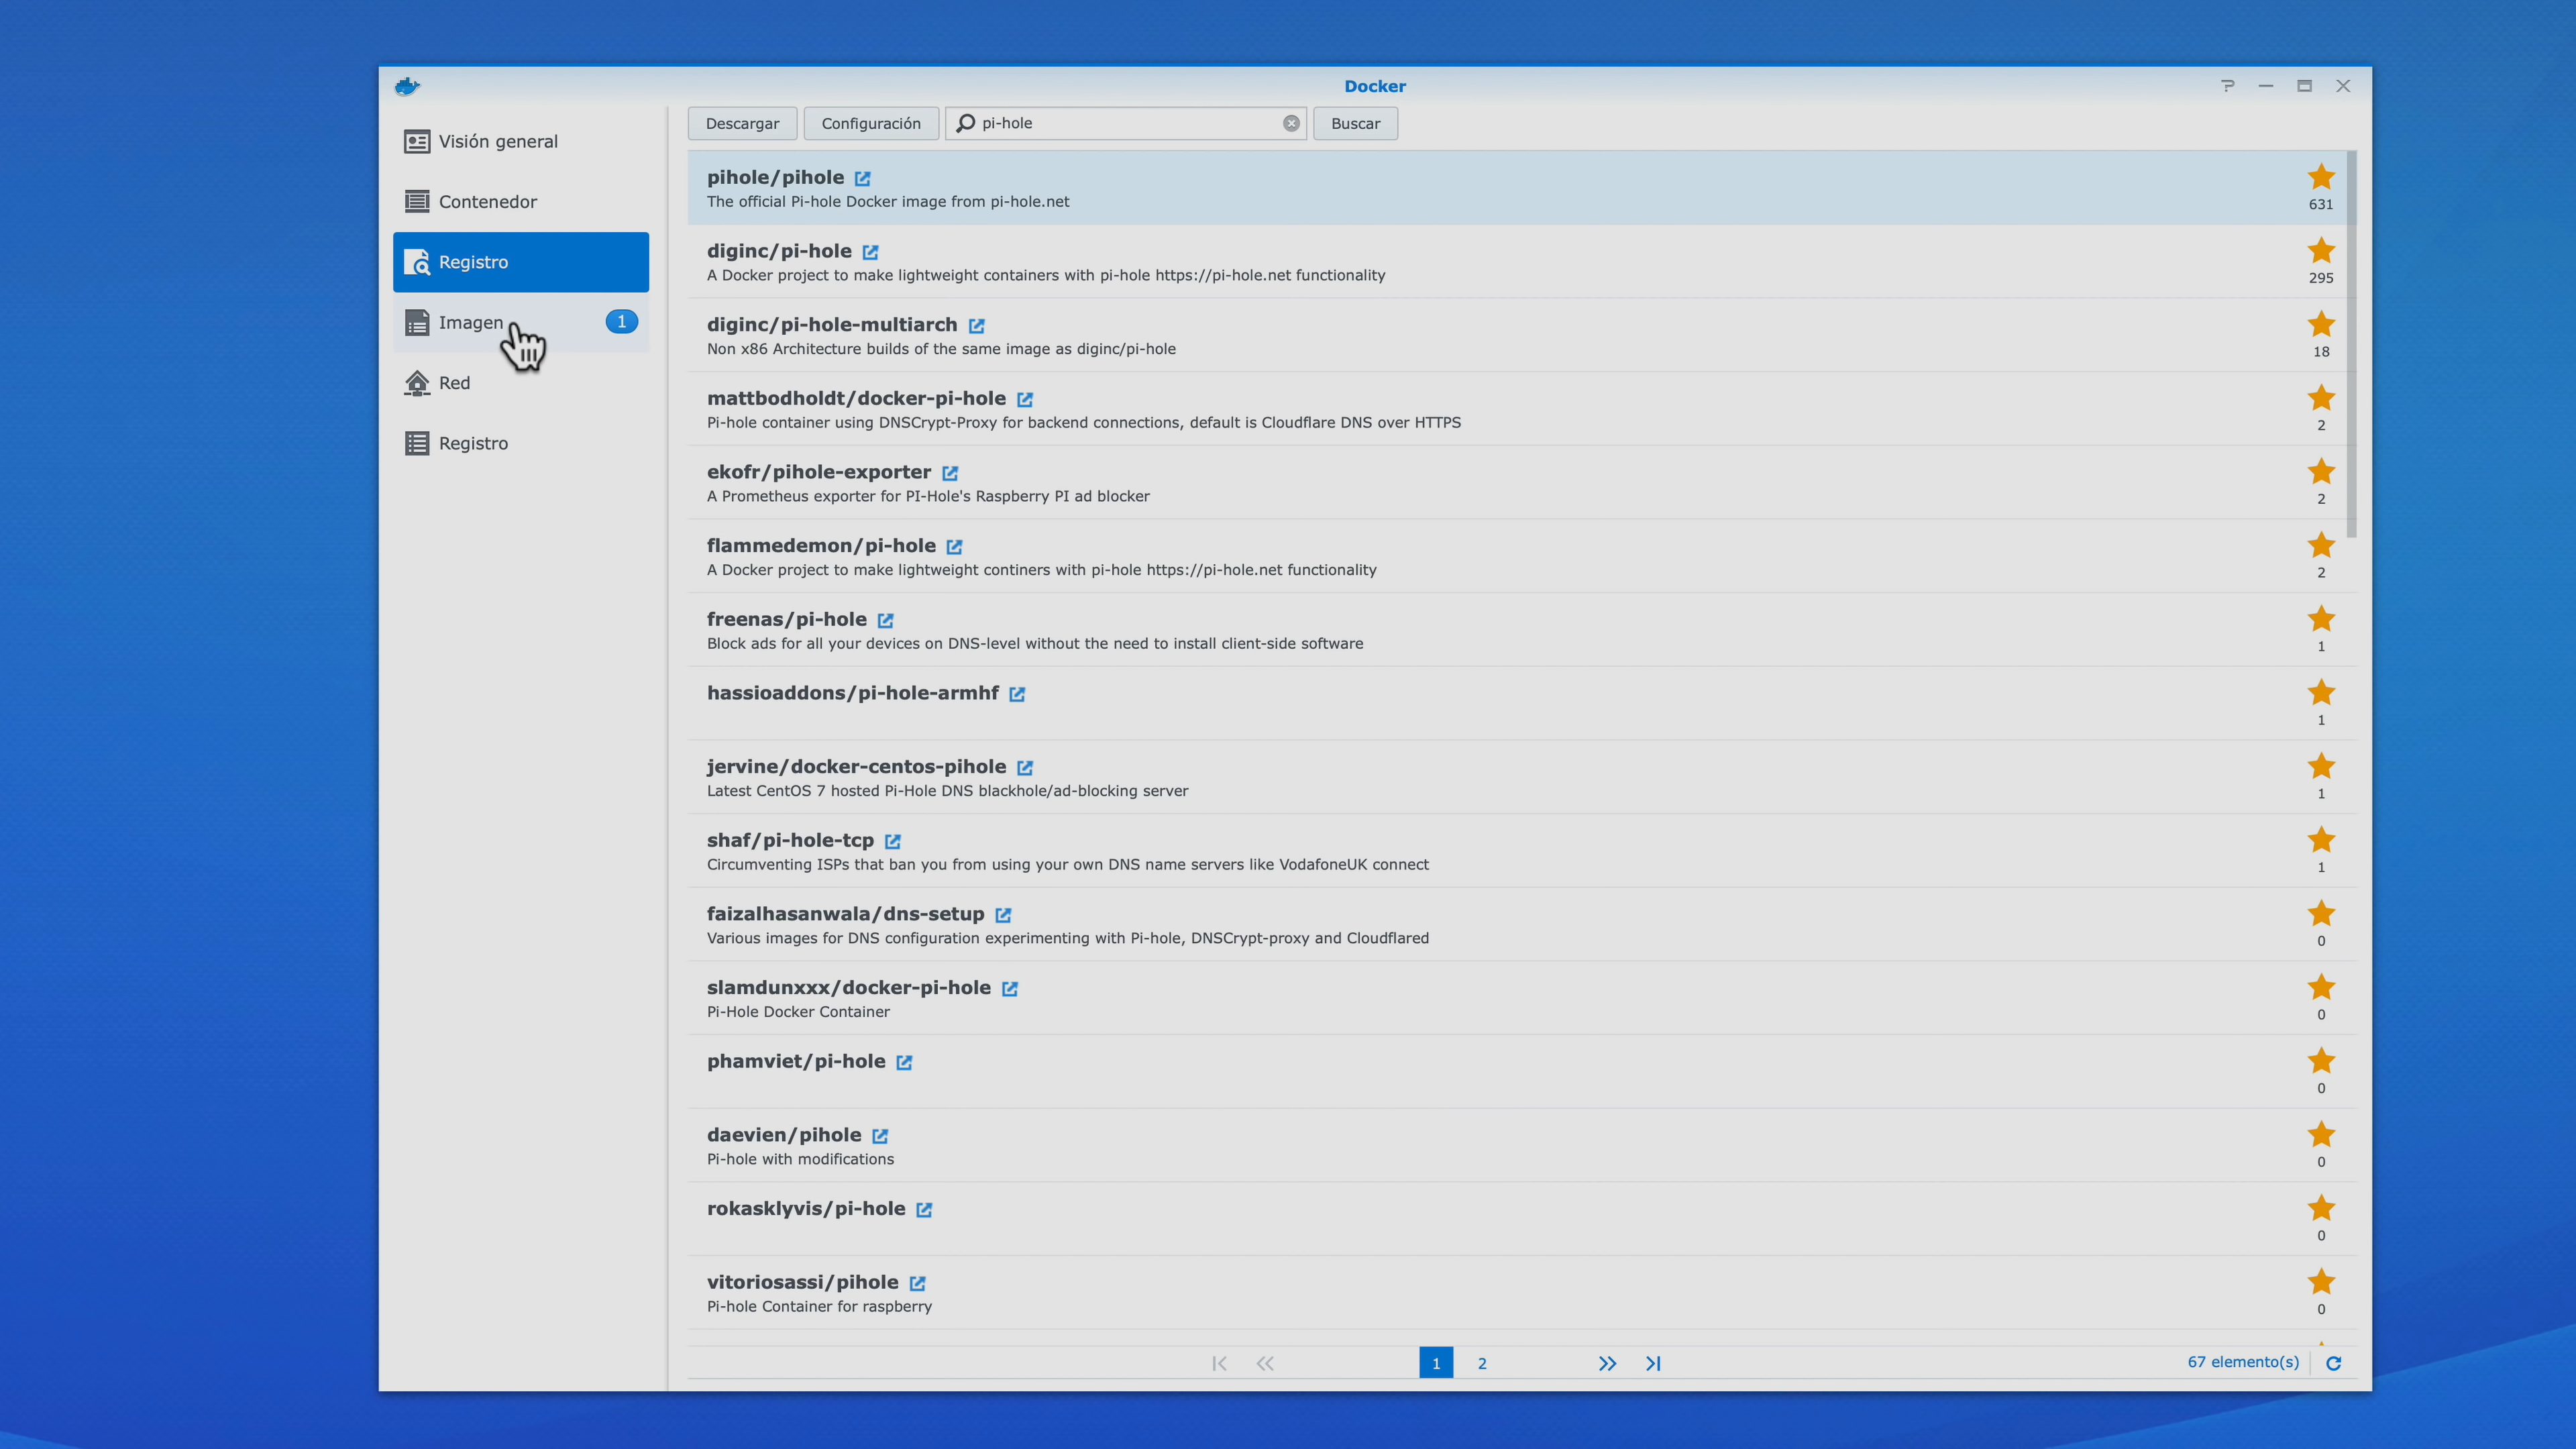 Docker
Visión general
Contenedor
Registro
Imagen 1
Red
Registro
Descargar Configuración pi-hole Buscar
pihole/pihole
The official Pi-hole Docker image from pi-hole.net
631
diginc/pi-hole
A Docker project to make lightweight containers with pi-hole https://pi-hole.net functionality
295
diginc/pi-hole-multiarch
Non x86 Architecture builds of the same image as diginc/pi-hole
18
mattbodholdt/docker-pi-hole
Pi-hole container using DNSCrypt-Proxy for backend connections, default is Cloudflare DNS over HTTPS
2
ekofr/pihole-exporter
A Prometheus exporter for PI-Hole's Raspberry PI ad blocker
2
flammedemon/pi-hole
A Docker project to make lightweight continers with pi-hole https://pi-hole.net functionality
2
freenas/pi-hole
Block ads for all your devices on DNS-level without the need to install client-side software
1
hassioaddons/pi-hole-armhf
1
jervine/docker-centos-pihole
Latest CentOS 7 hosted Pi-Hole DNS blackhole/ad-blocking server
1
shaf/pi-hole-tcp
Circumventing ISPs that ban you from using your own DNS name servers like VodafoneUK connect
1
faizalhasanwala/dns-setup
Various images for DNS configuration experimenting with Pi-hole, DNSCrypt-proxy and Cloudflared
0
slamdunxxx/docker-pi-hole
Pi-Hole Docker Container
0
phamviet/pi-hole
0
daevien/pihole
Pi-hole with modifications
0
rokasklyvis/pi-hole
0
vitoriosassi/pihole
Pi-hole Container for raspberry
0
1 2
67 elemento(s)